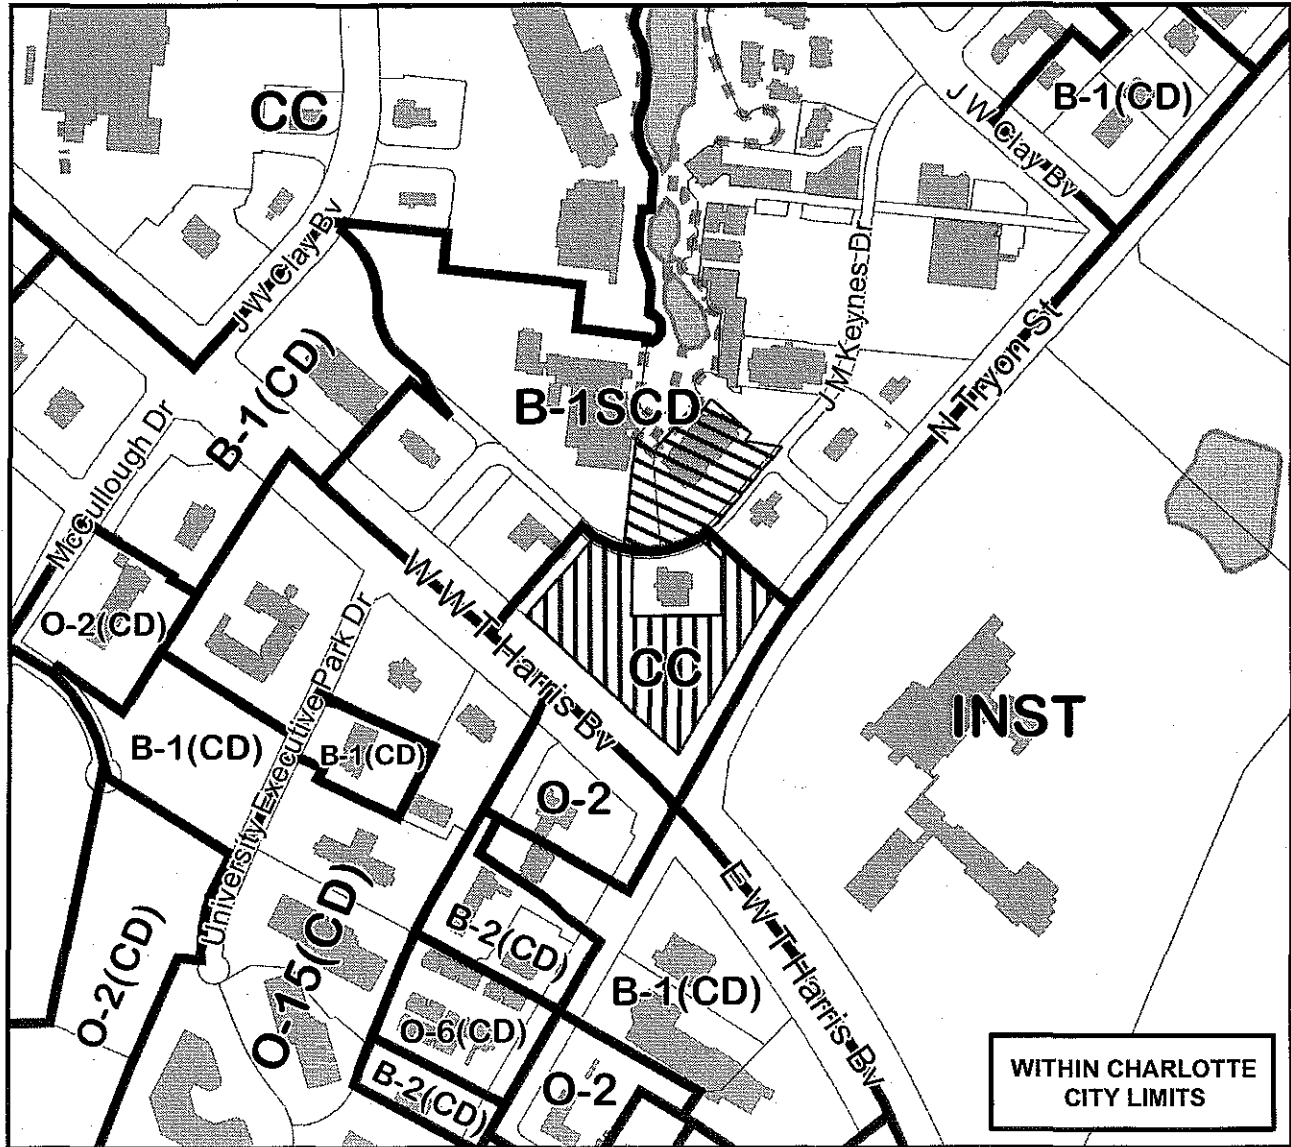 CC
B-1(CD)
J W Clay Bv
J W Clay Bv
J M Keynes Dr
N Tryon St
B-1(CD)
B-1SCD
McCullough Dr
W W T Harris Bv
O-2(CD)
University Executive Park Dr
CC
INST
B-1(CD)
B-1(CD)
O-2
E W T Harris Bv
O-15(CD)
B-2(CD)
O-2(CD)
B-1(CD)
O-6(CD)
B-2(CD)
O-2
WITHIN CHARLOTTE
CITY LIMITS